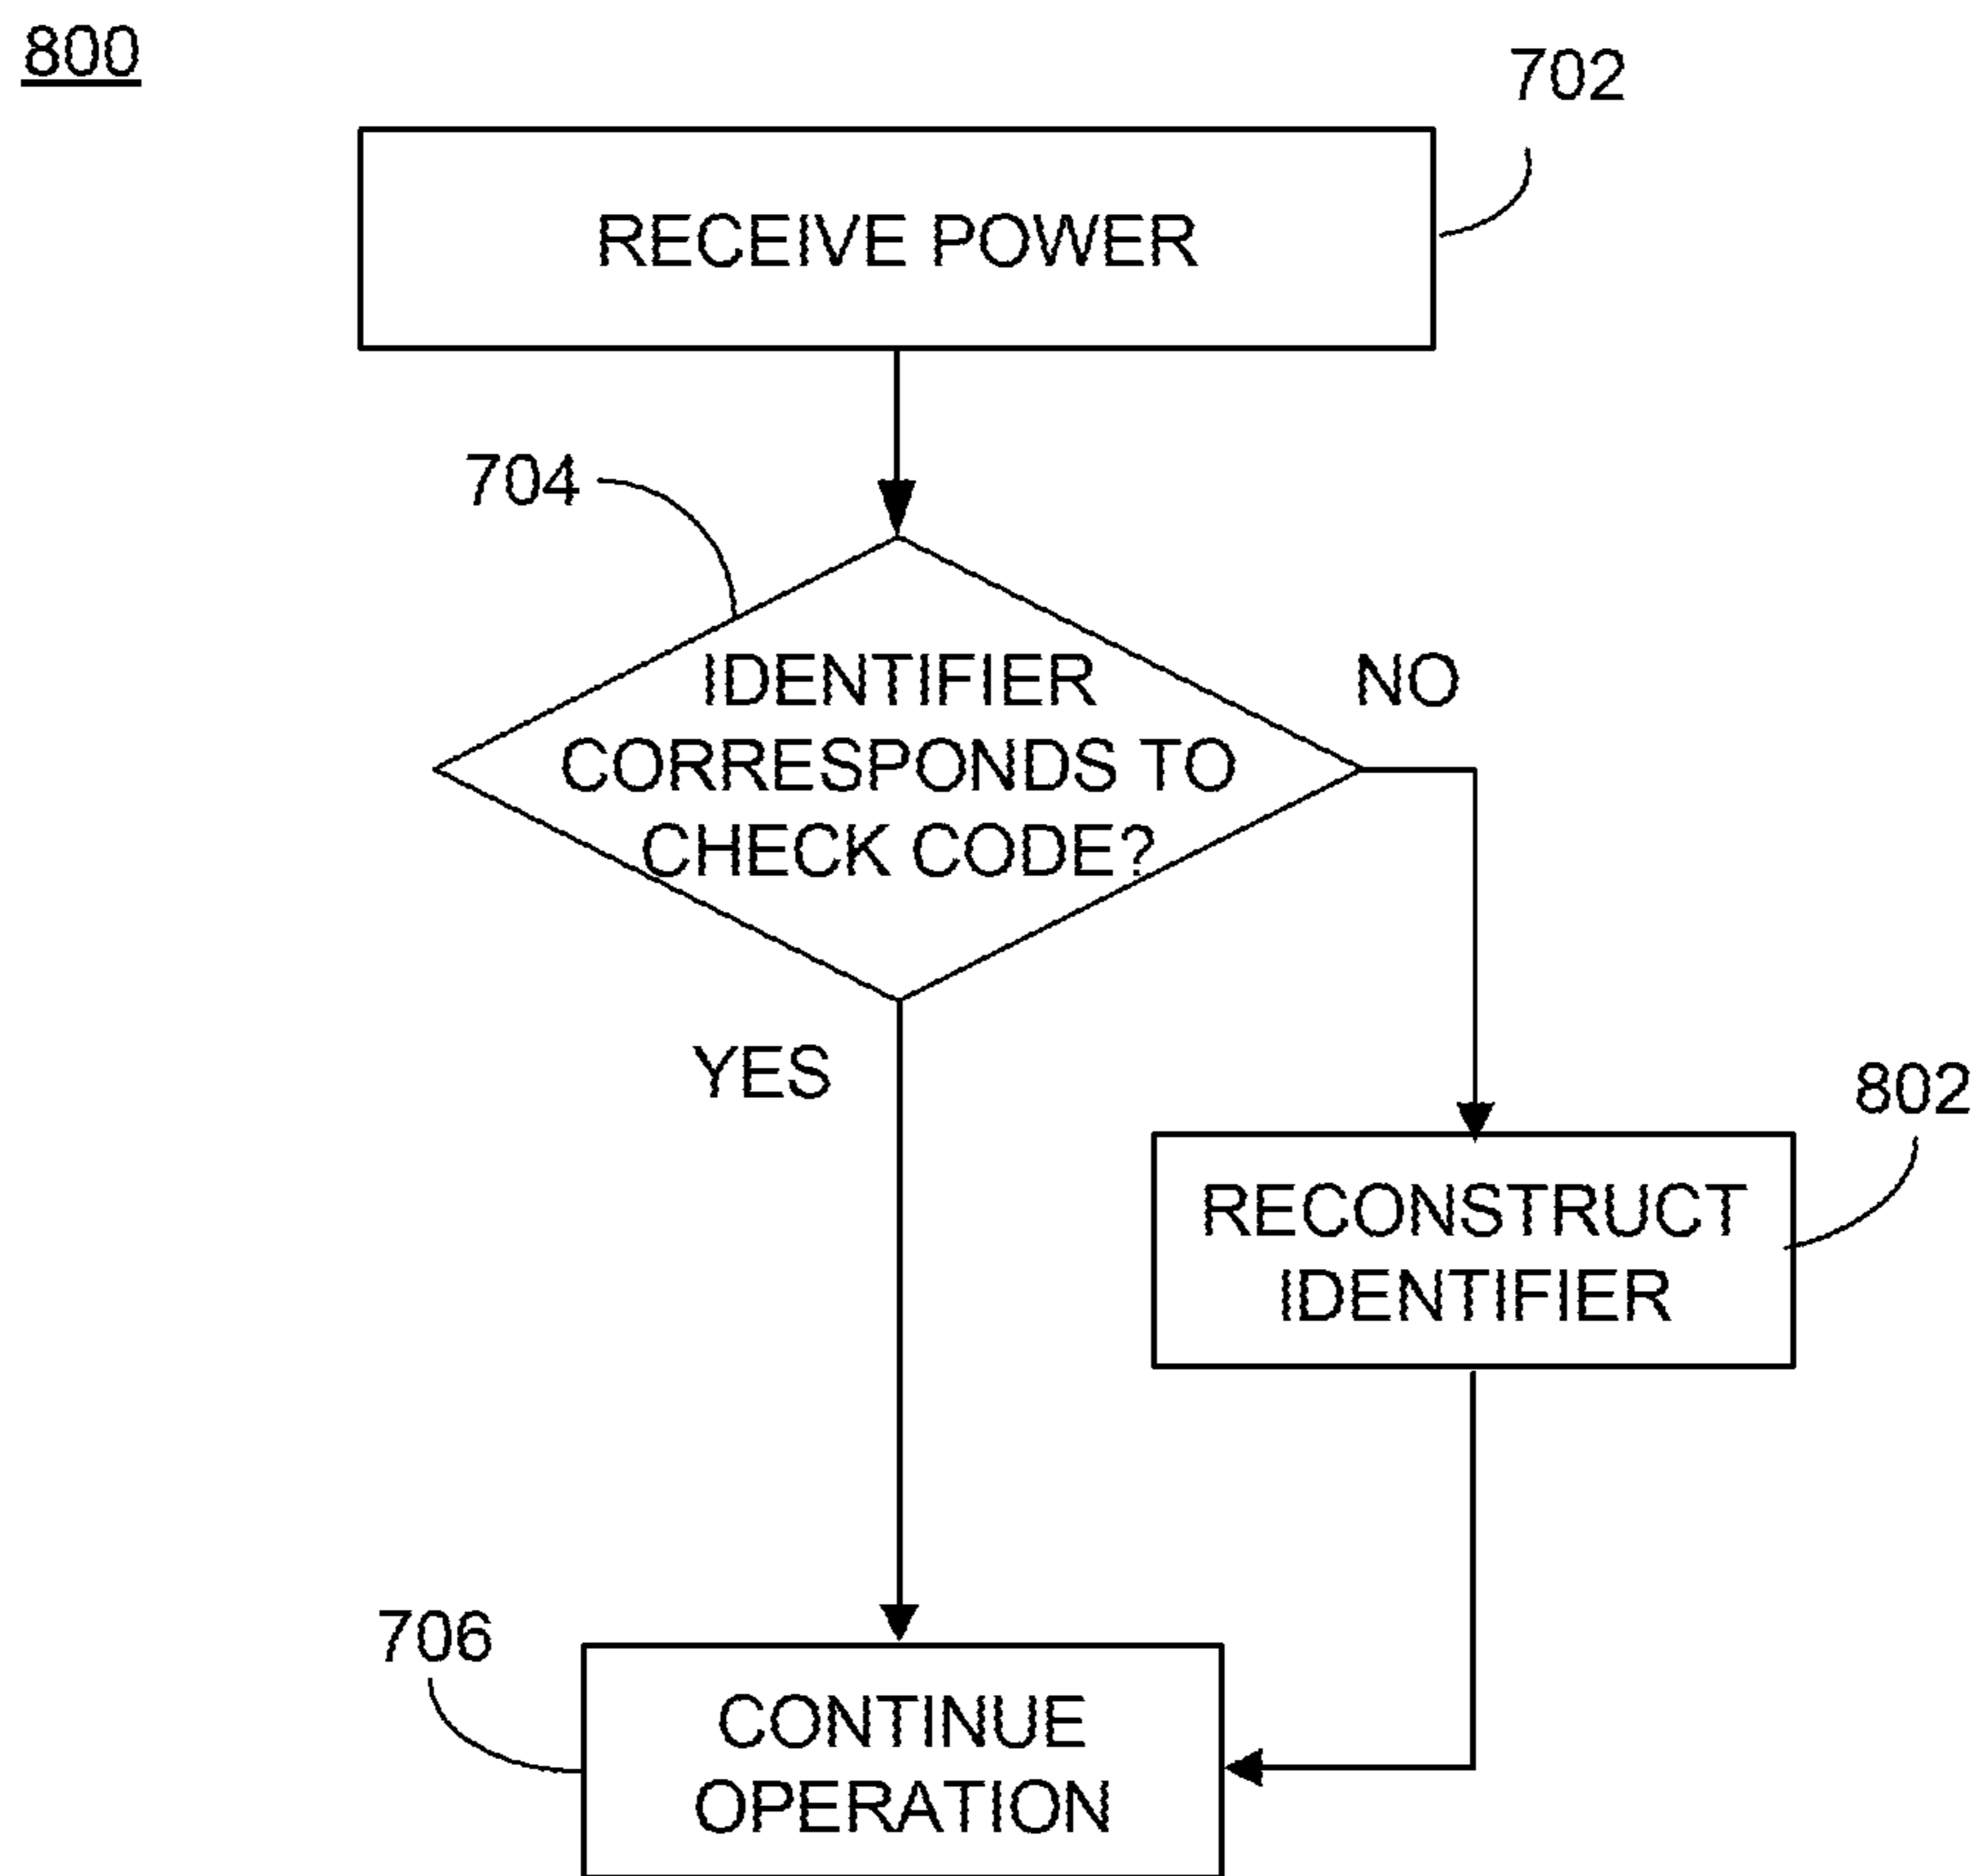 800
702
RECEIVE POWER
704
IDENTIFIER
CORRESPONDS TO
CHECK CODE?
NO
YES
802
RECONSTRUCT
IDENTIFIER
706
CONTINUE
OPERATION